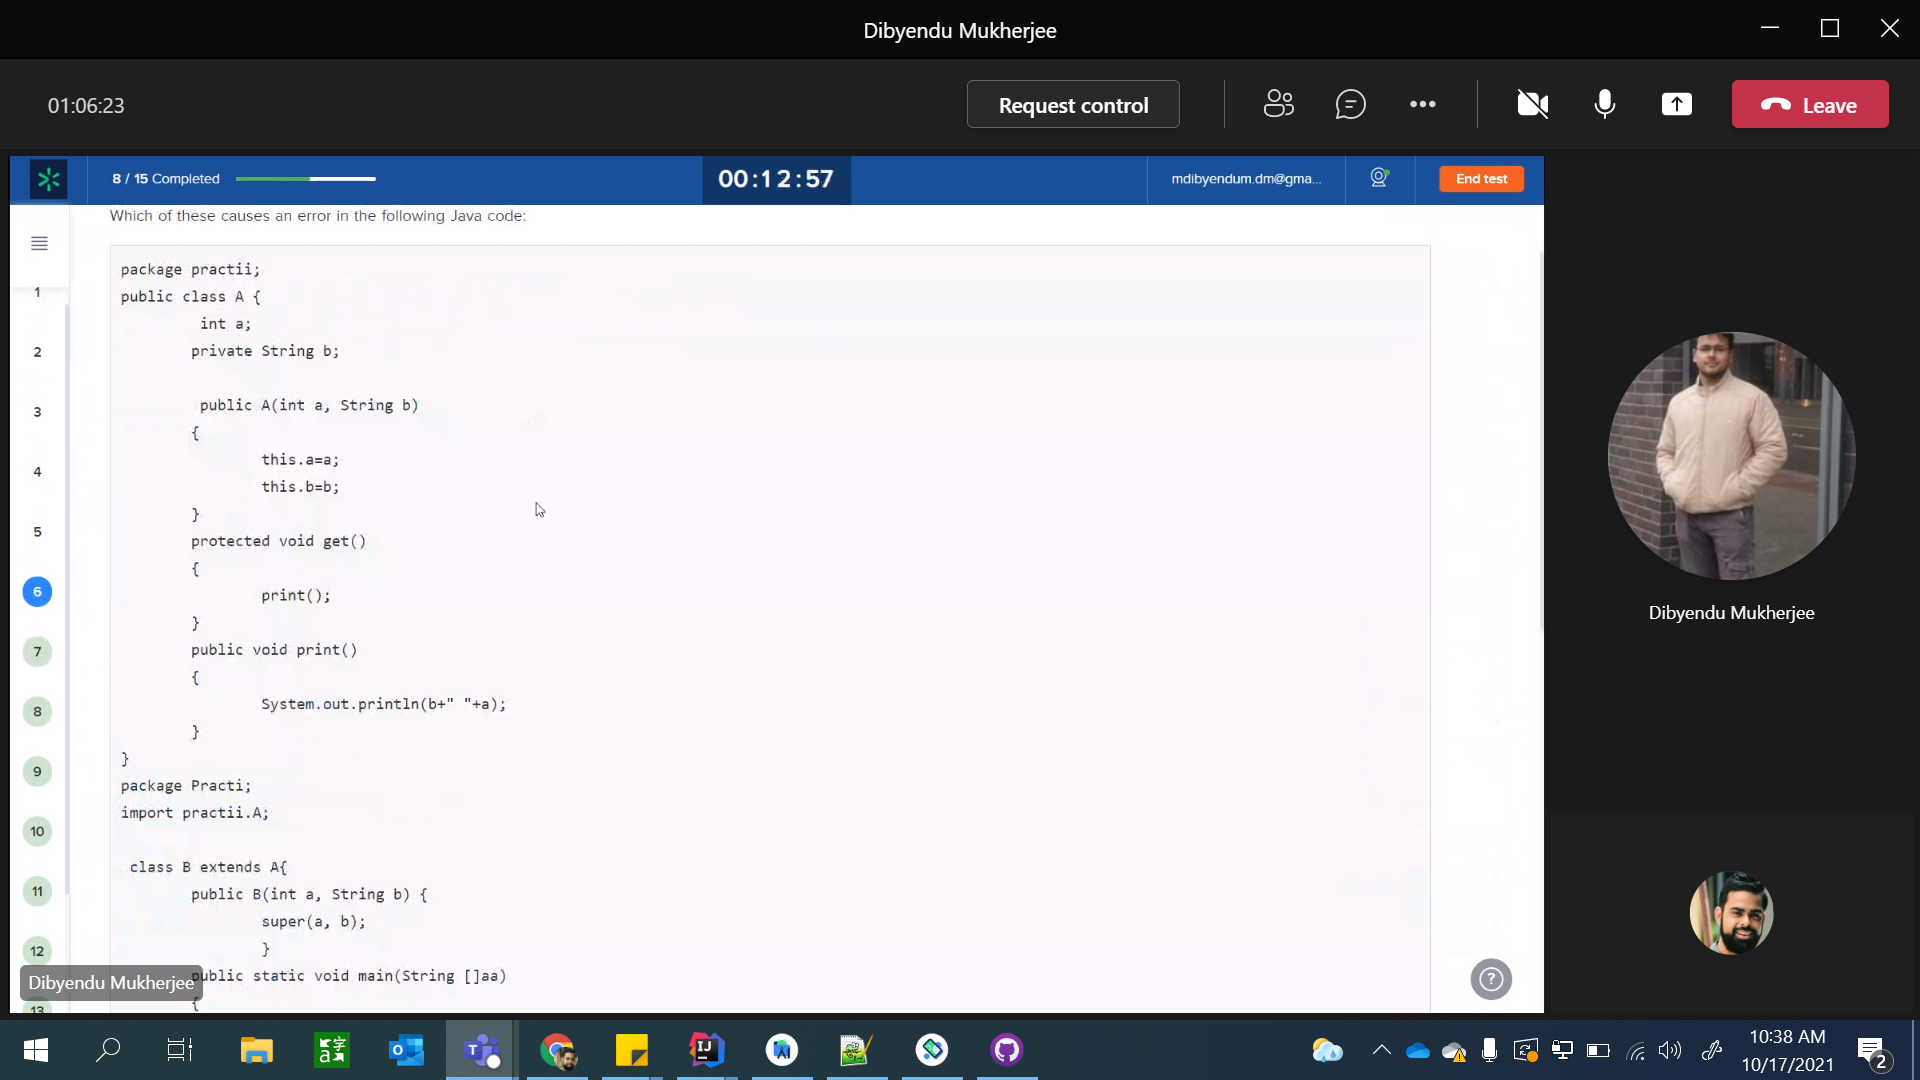 Dibyendu Mukherjee
01:06:23
Request control
Leave
8 / 15 Completed
00:12:57
mdibyendum.dm@gma...
End test
Which of these causes an error in the following Java code:
package practii;
public class A {
int a;
private String b;
public A(int a, String b)
{
this.a=a;
this.b=b;
}
protected void get()
{
print();
}
public void print()
{
System.out.println(b+" "+a);
}
}
package Practi;
import practii.A;
class B extends A{
public B(int a, String b) {
super(a, b);
}
public static void main(String []aa)
{
1
2
3
4
5
6
7
8
9
10
11
12
13
Dibyendu Mukherjee
Dibyendu Mukherjee
10:38 AM
10/17/2021
2